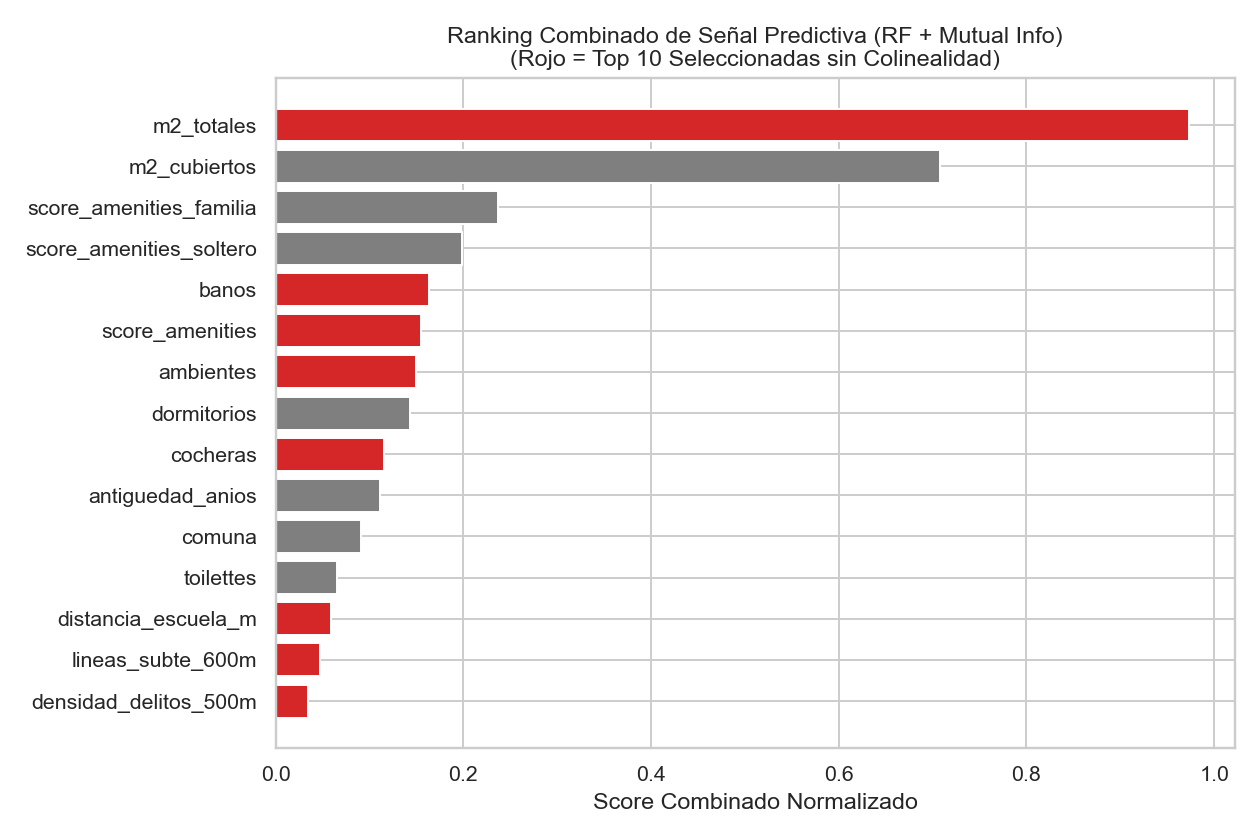 Ranking Combinado de Señal Predictiva (RF + Mutual Info)
(Rojo = Top 10 Seleccionadas sin Colinealidad)
m2_totales
m2_cubiertos
score_amenities_familia
score_amenities_soltero
banos
score_amenities
ambientes
dormitorios
cocheras
antiguedad_anios
comuna
toilettes
distancia_escuela_m
lineas_subte_600m
densidad_delitos_500m
0.0 0.2 0.4 0.6 0.8 1.0
Score Combinado Normalizado